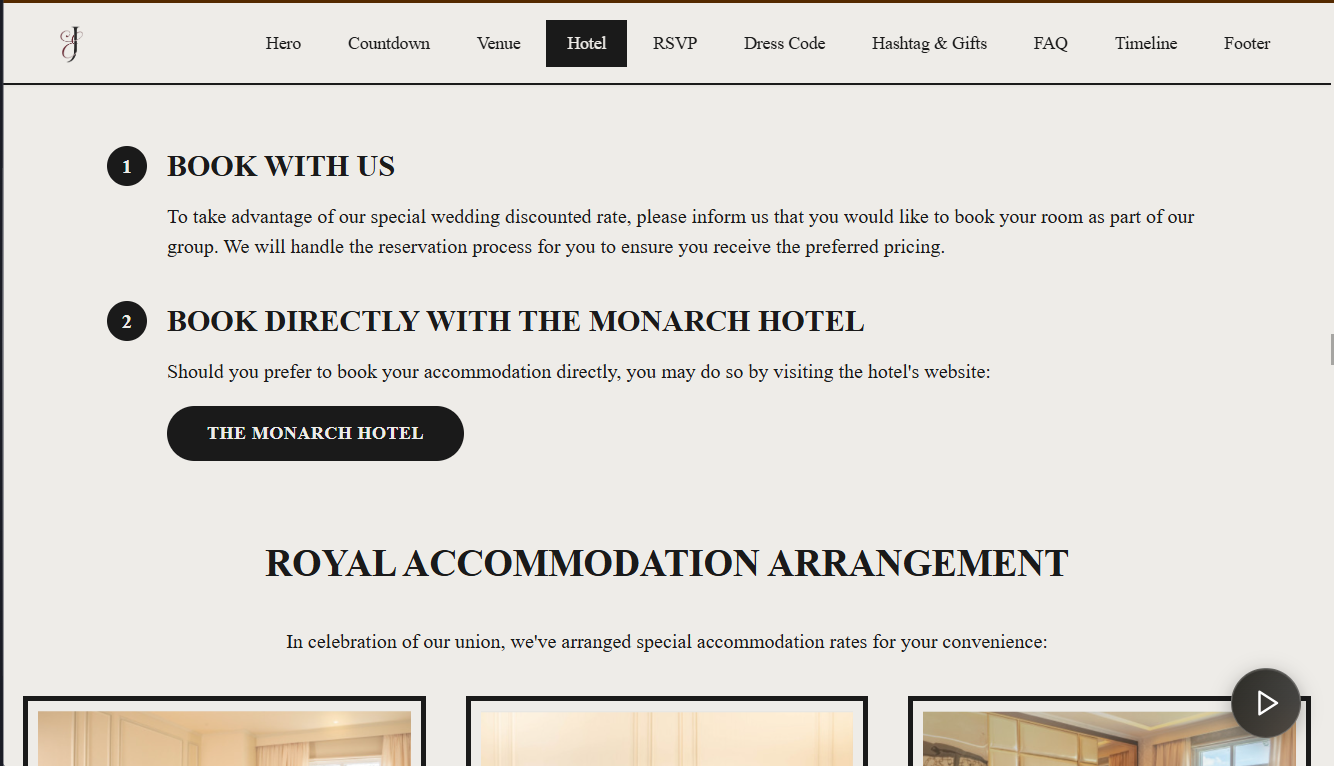 J
Hero
Countdown
Venue
Hotel
RSVP
Dress Code
Hashtag & Gifts
FAQ
Timeline
Footer
1
BOOK WITH US
To take advantage of our special wedding discounted rate, please inform us that you would like to book your room as part of our
group. We will handle the reservation process for you to ensure you receive the preferred pricing.
2
BOOK DIRECTLY WITH THE MONARCH HOTEL
Should you prefer to book your accommodation directly, you may do so by visiting the hotel's website:
THE MONARCH HOTEL
ROYAL ACCOMMODATION ARRANGEMENT
In celebration of our union, we've arranged special accommodation rates for your convenience: